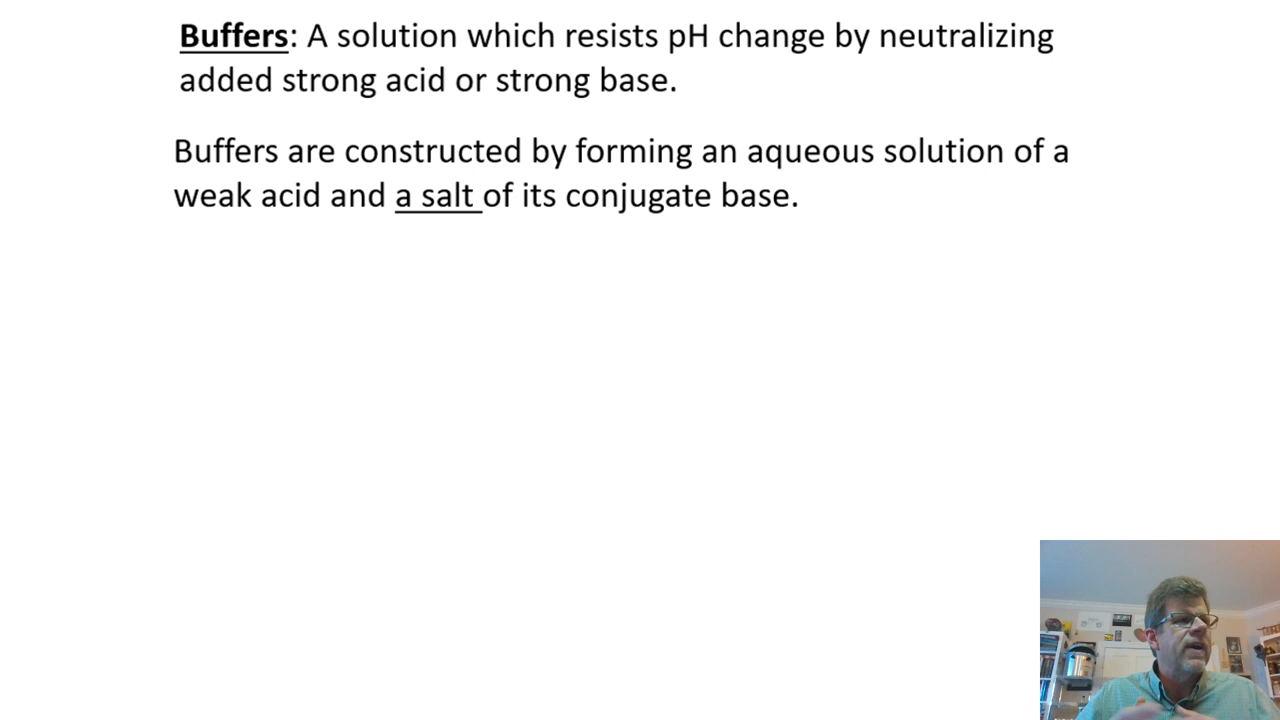 Buffers: A solution which resists pH change by neutralizing
added strong acid or strong base.
Buffers are constructed by forming an aqueous solution of a
weak acid and a salt of its conjugate base.